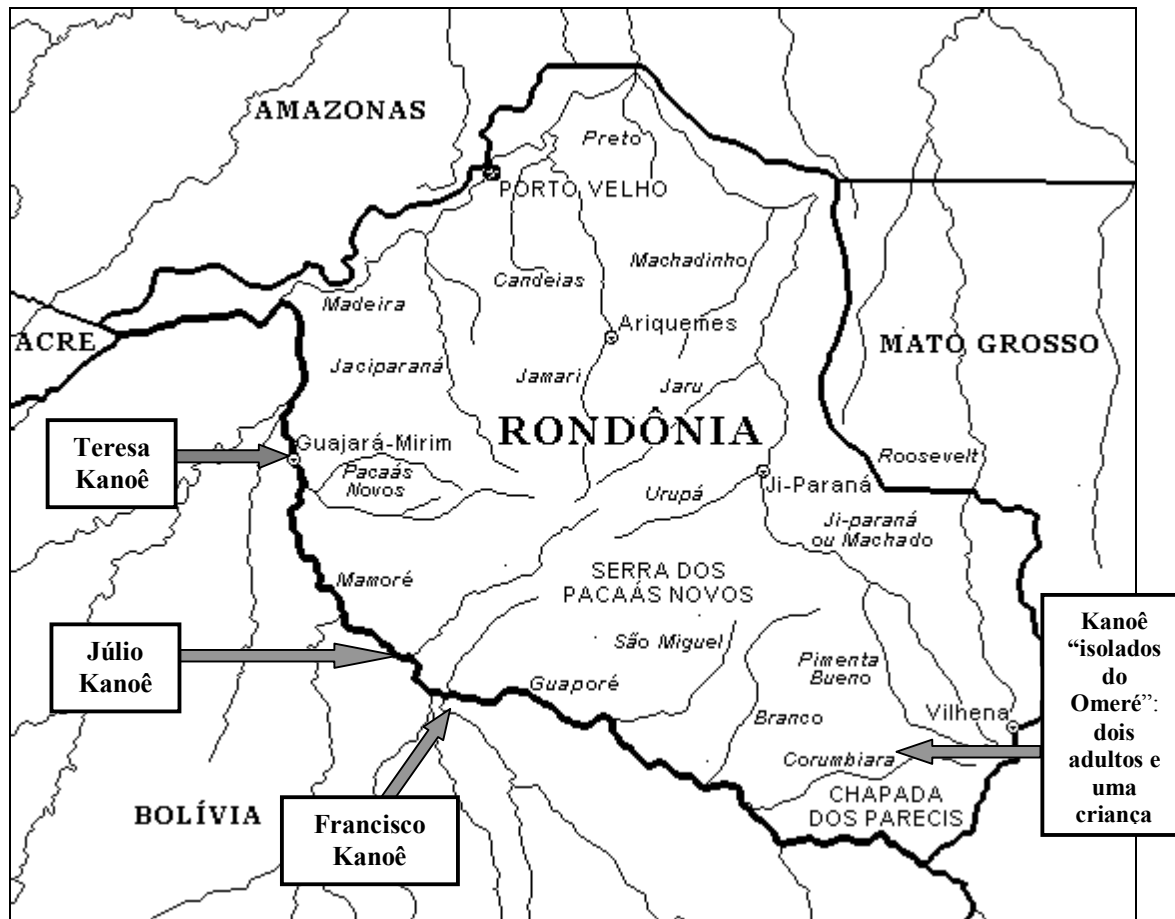 AMAZONAS
Preto
PORTO VELHO
Candeias
Machadinho
Madeira
Ariquemes
ACRE
MATO GROSSO
Jaciparaná
Jamari
Jaru
RONDÔNIA
Teresa
Kanoê
Guajará-Mirim
Pacaás
Novos
Roosevelt
Urupá
Ji-Paraná
Ji-paraná
ou Machado
Mamoré
SERRA DOS
PACAÁS NOVOS
Júlio
Kanoê
São Miguel
Guaporé
Pimenta
Bueno
Branco
Vilhena
Corumbiara
Kanoê
“isolados
do
Omeré”:
dois
adultos e
uma
criança
CHAPADA
DOS PARECIS
BOLÍVIA
Francisco
Kanoê